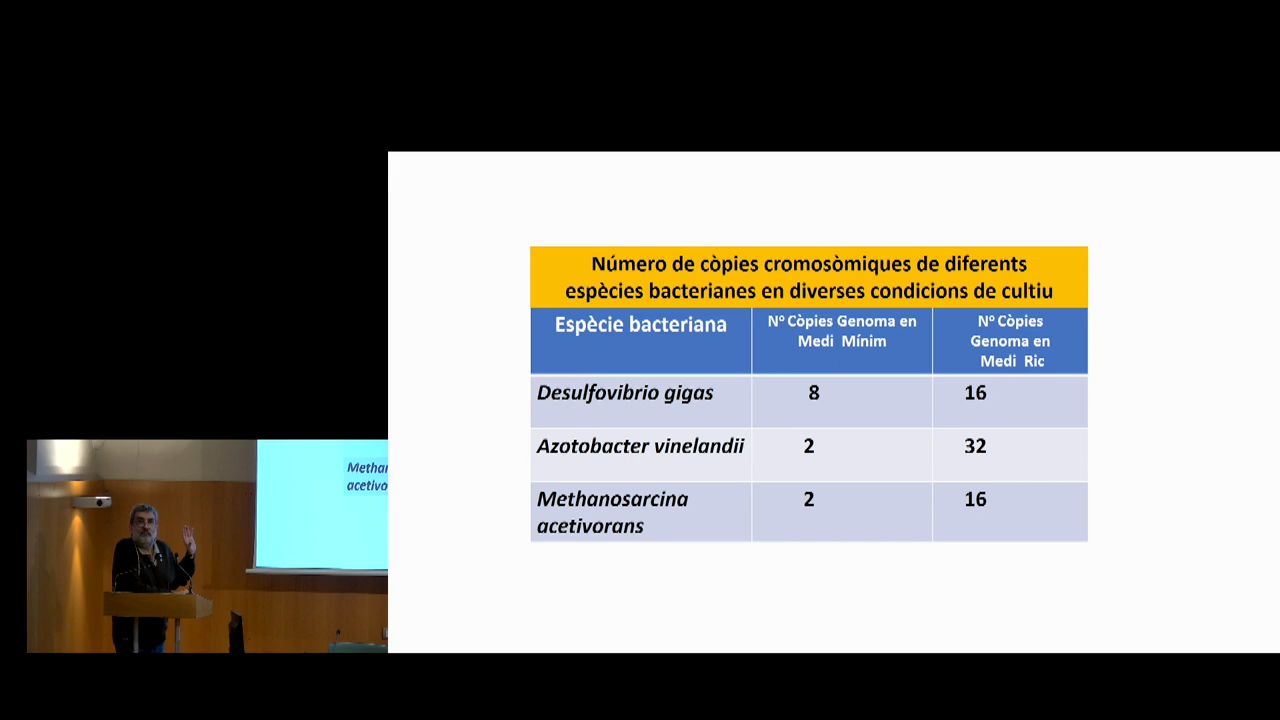 Número de còpies cromosòmiques de diferents
espècies bacterianes en diverses condicions de cultiu
Espècie bacteriana
Nº Còpies Genoma en
Medi Mínim
Nº Còpies
Genoma en
Medi Ric
Desulfovibrio gigas 8 16
Azotobacter vinelandii 2 32
Methanosarcina 2 16
acetivorans
Methan
acetivo